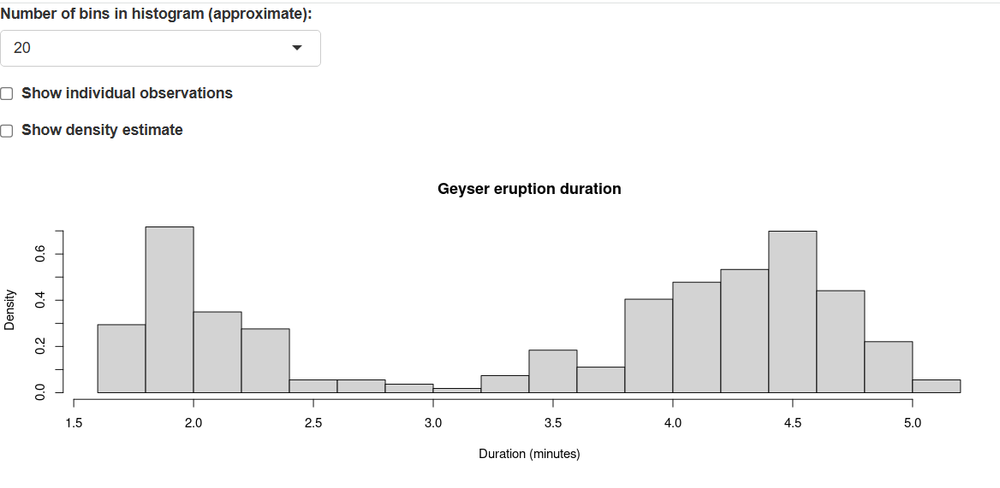 Number of bins in histogram (approximate):
20
Show individual observations
Show density estimate
Geyser eruption duration
Density
0.6
0.4
0.2
0.0
1.5 2.0 2.5 3.0 3.5 4.0 4.5 5.0
Duration (minutes)